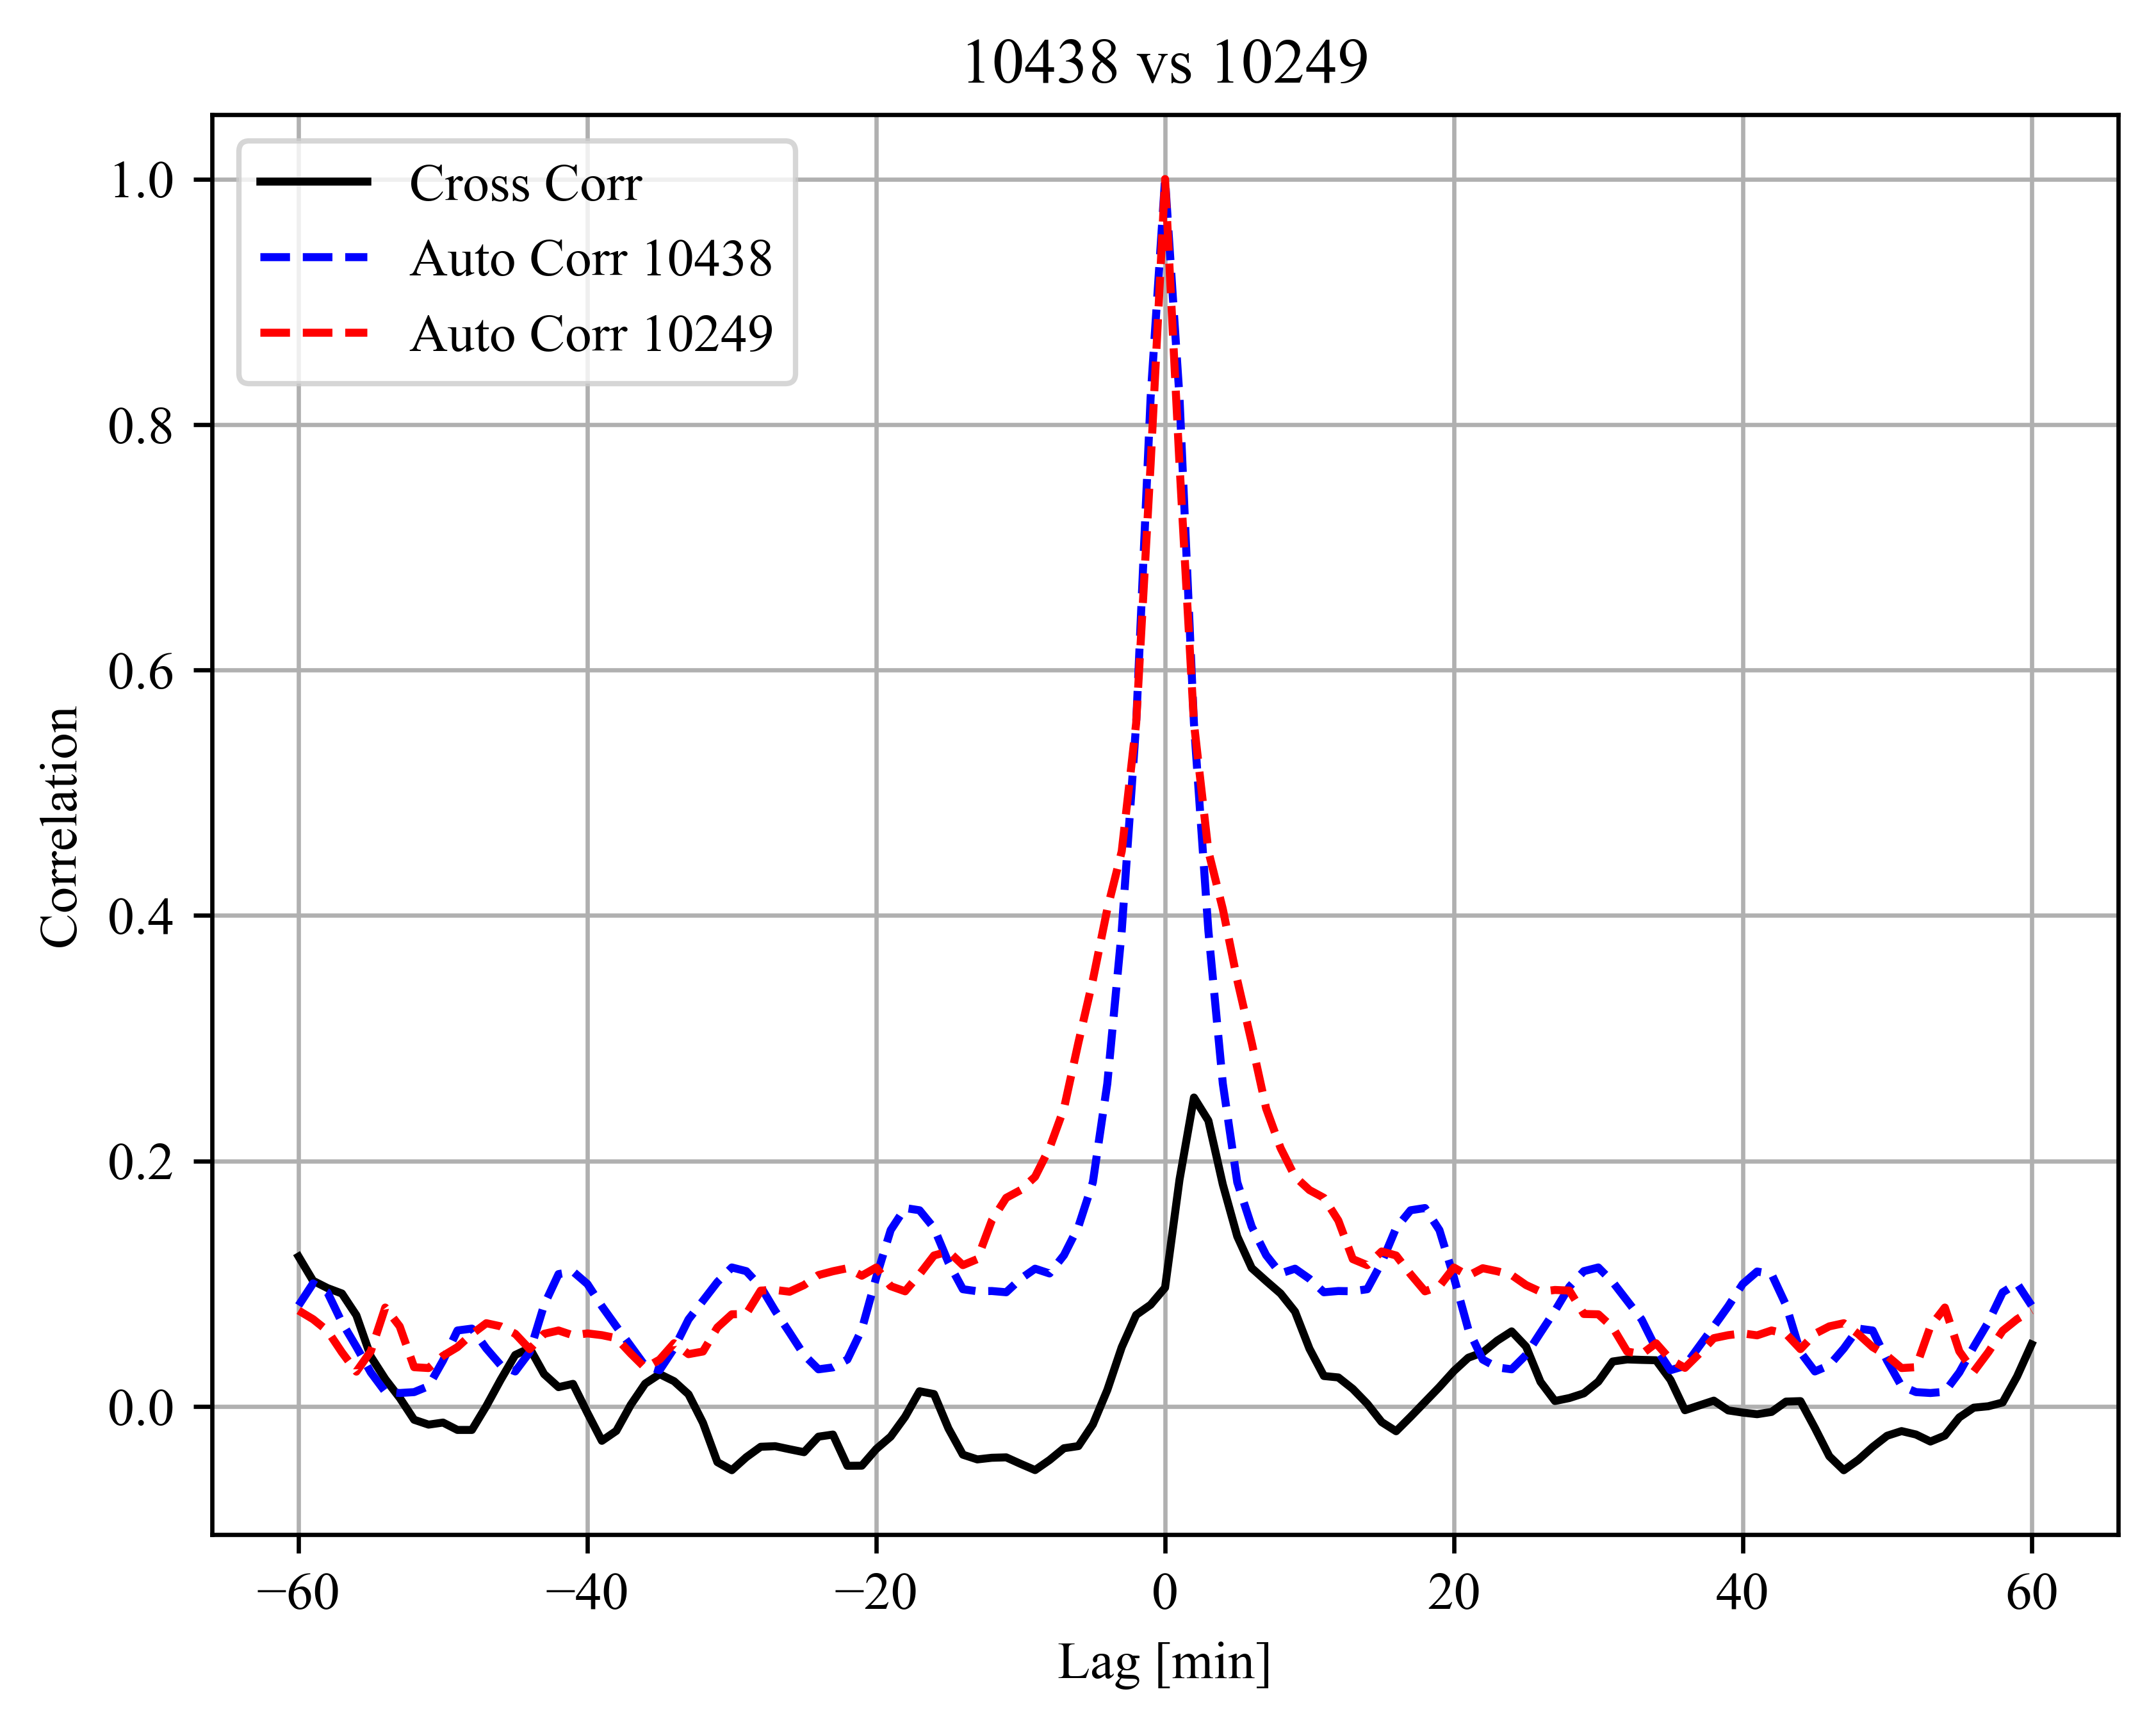 10438 vs 10249
Cross Corr
Auto Corr 10438
Auto Corr 10249
1.0
0.8
0.6
0.4
0.2
0.0
Correlation
−60 −40 −20 0 20 40 60
Lag [min]